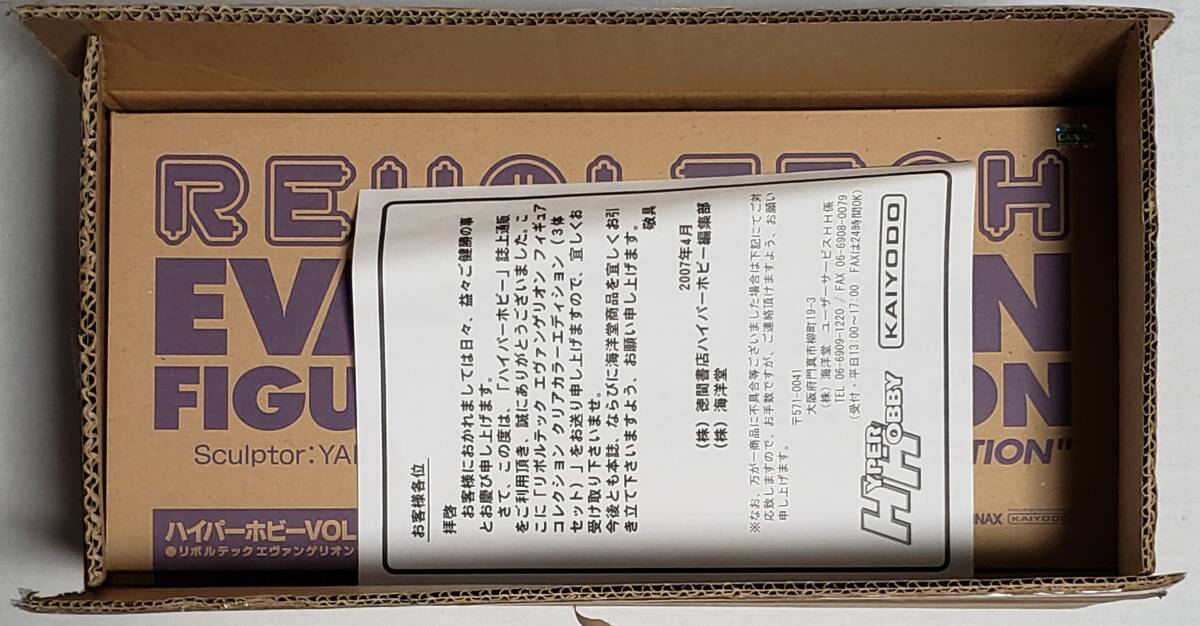 REVOLTECH
EVA N
FIGU ON
Sculptor:YA TION"
ハイパーホビーVOL
●リボルテック エヴァンゲリオン
NAX
KAIYODO
お客様各位
拝啓
お客様におかれましては日々、益々ご健勝の事
とお慶び申し上げます。
さて、この度は、「ハイパーホビー」誌上通販
をご利用頂き、誠にありがとうございました。こ
こに「リボルテック エヴァンゲリオン フィギュア
コレクション クリアカラーエディション（3体
セット）」をお送り申し上げますので、宜しくお
受け取り下さいませ。
今後とも本誌、ならびに海洋堂商品を宜しくお引
き立て下さいますよう、お願い申し上げます。
敬具
2007年4月
（株）徳間書店ハイパーホビー編集部
（株）海洋堂
※なお、万が一商品に不具合等ございました場合は下記にてご対
応致しますので、お手数ですが、ご連絡頂けますよう、お願い
申し上げます。
〒571-0041
大阪府門真市柳町19-3
（株）海洋堂 ユーザーサービスＨＨ係
TEL 06-6909-1220 / FAX 06-6908-0079
（受付・平日13:00～17:00 FAXは24時間OK）
HYPER
HOBBY
KAIYODO